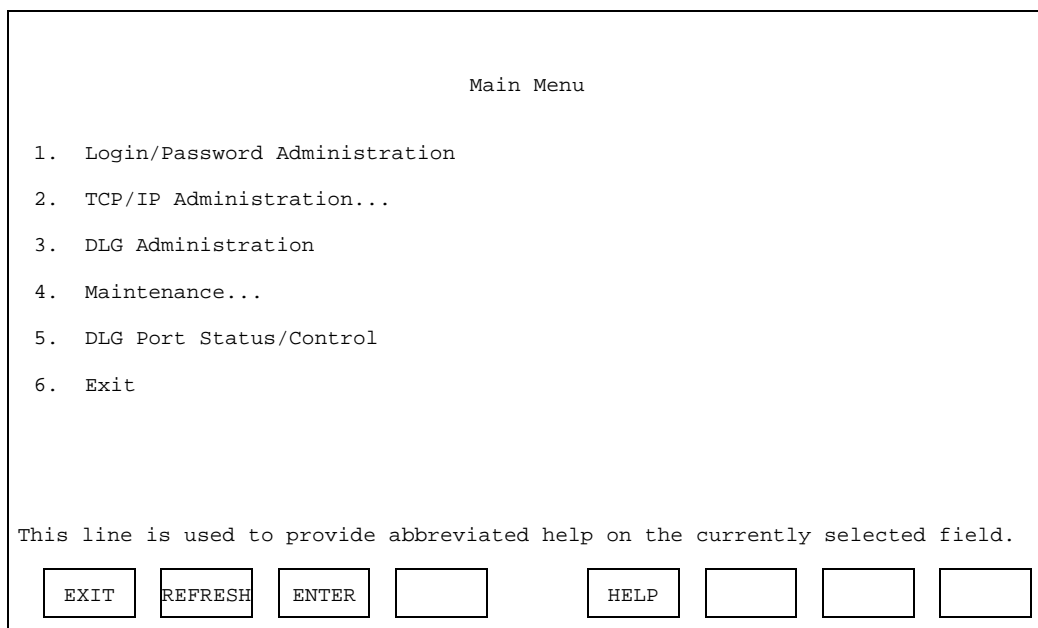 Main Menu
1. Login/Password Administration
2. TCP/IP Administration...
3. DLG Administration
4. Maintenance...
5. DLG Port Status/Control
6. Exit
This line is used to provide abbreviated help on the currently selected field.
EXIT REFRESH ENTER HELP